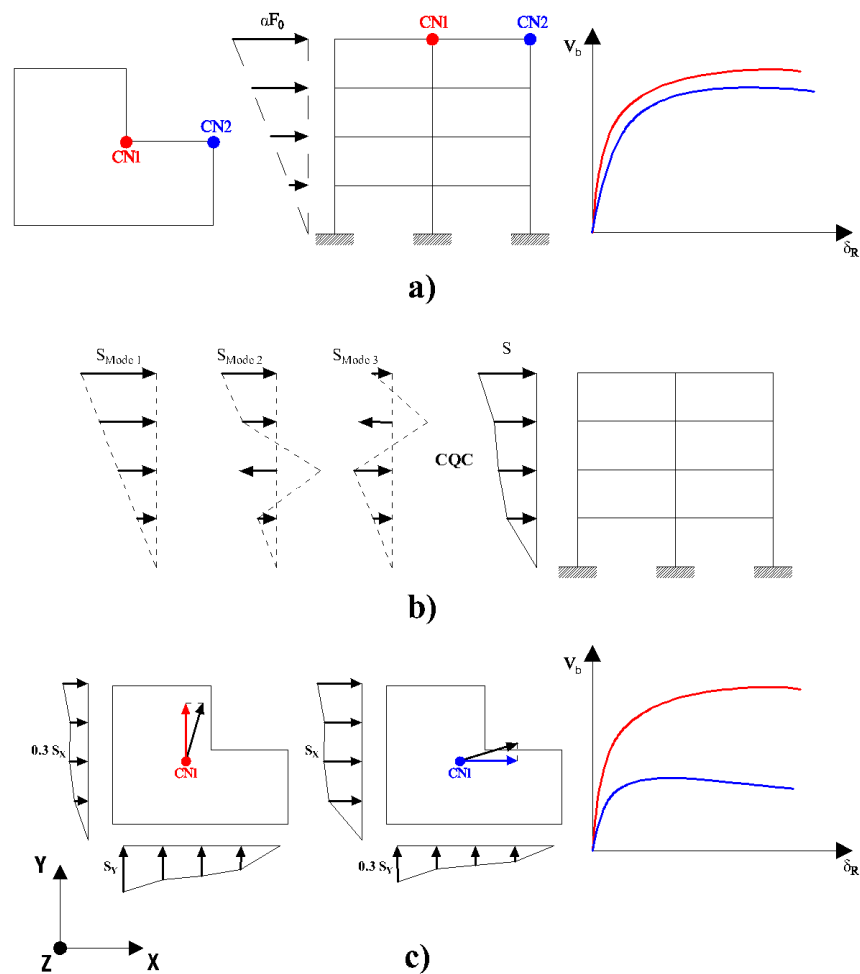 αF₀
CN1
CN2
V_b
CN1
CN2
δ_R
a)
S_Mode 1
S_Mode 2
S_Mode 3
S
CQC
b)
V_b
0.3 S_X
CN1
S_X
CN1
S_Y
0.3 S_Y
δ_R
Y
Z
X
c)